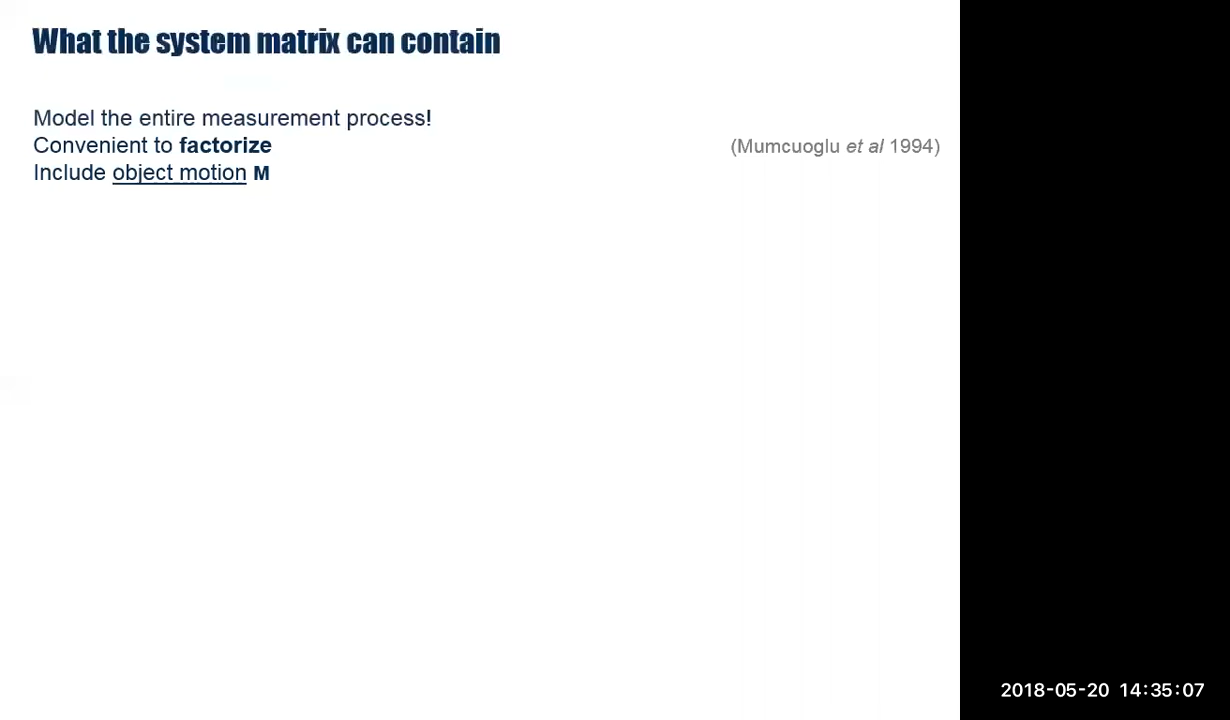 What the system matrix can contain
Model the entire measurement process!
Convenient to factorize
(Mumcuoglu et al 1994)
Include object motion M
2018-05-20 14:35:07